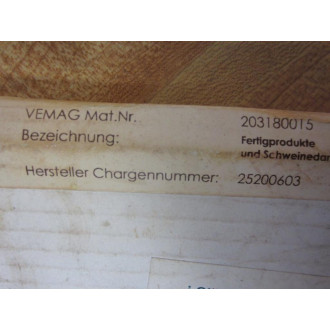 VEMAG Mat.Nr. 203180015
Bezeichnung: Fertigprodukte
und Schweinedar
Hersteller Chargennummer: 25200603